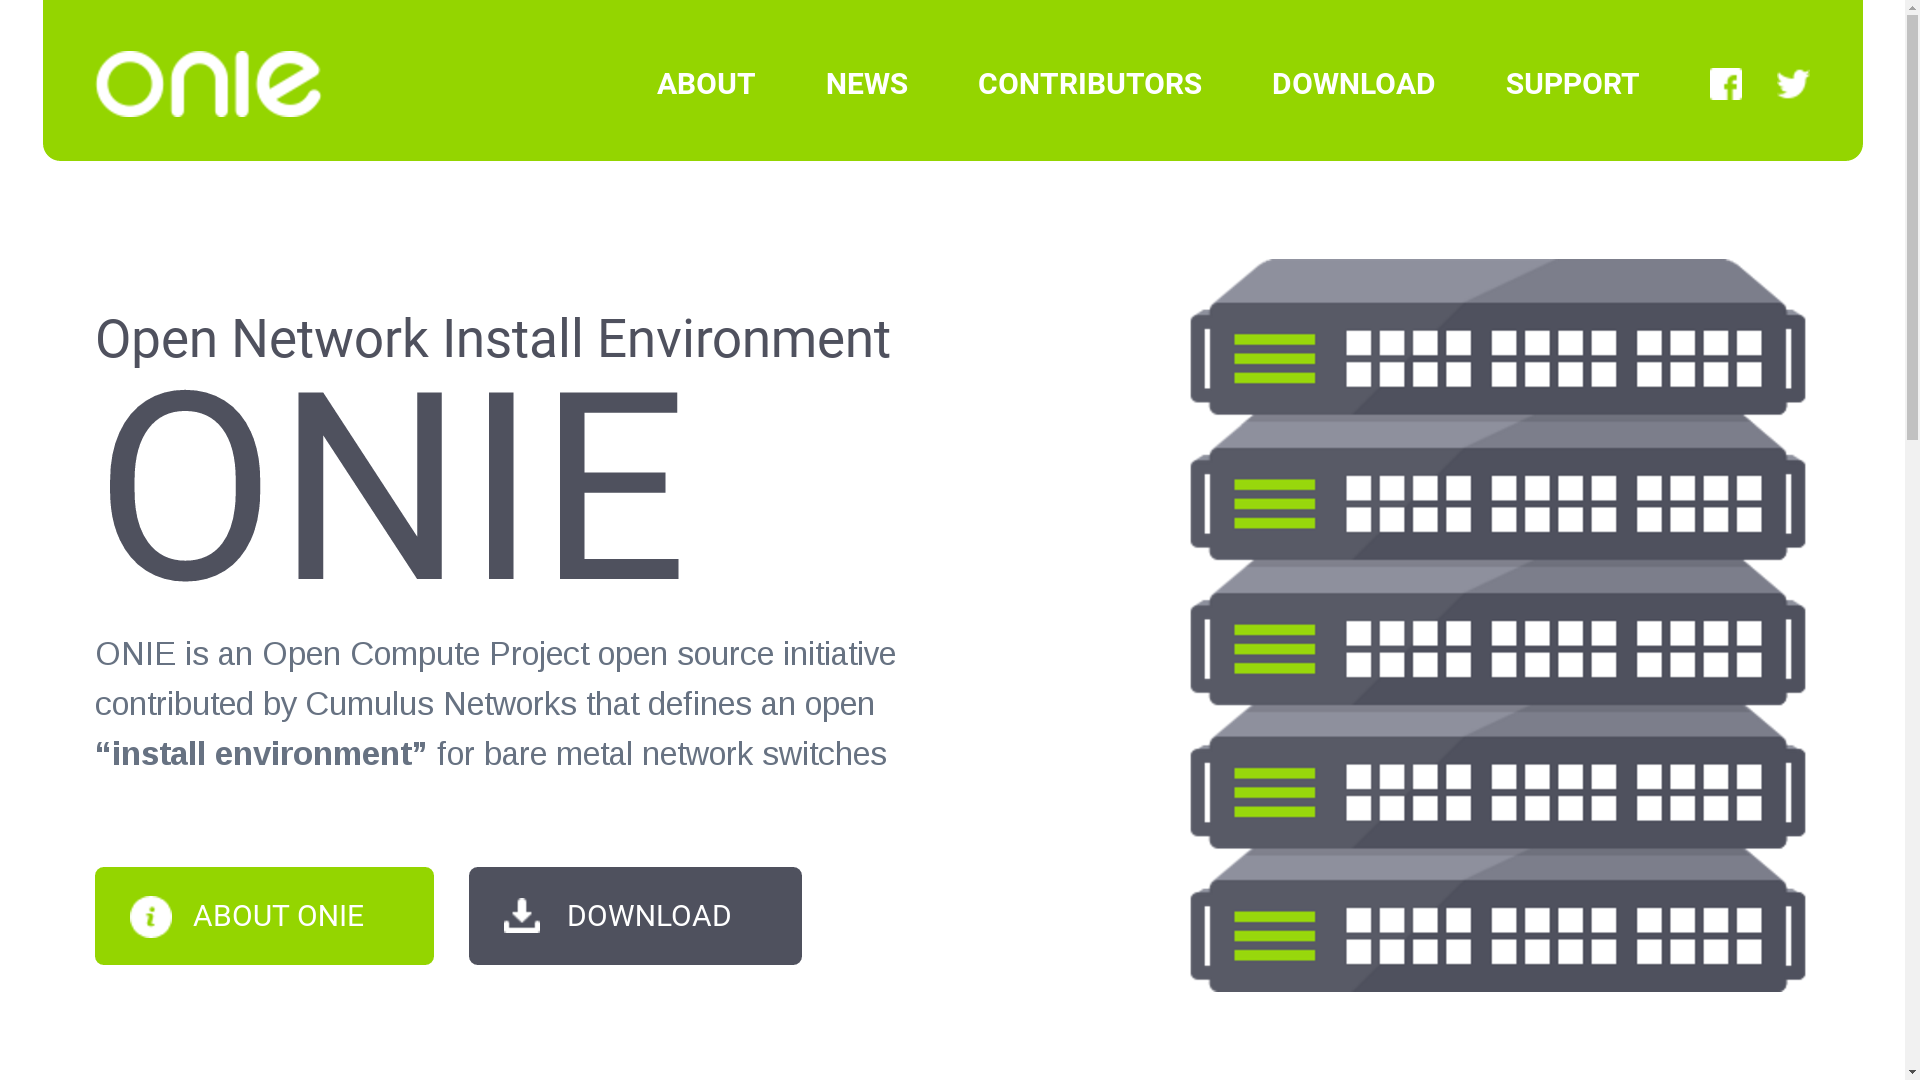 onie
ABOUT NEWS CONTRIBUTORS DOWNLOAD SUPPORT
Open Network Install Environment
ONIE
ONIE is an Open Compute Project open source initiative
contributed by Cumulus Networks that defines an open
“install environment” for bare metal network switches
ABOUT ONIE DOWNLOAD